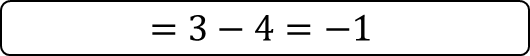 = 3 − 4 = −1